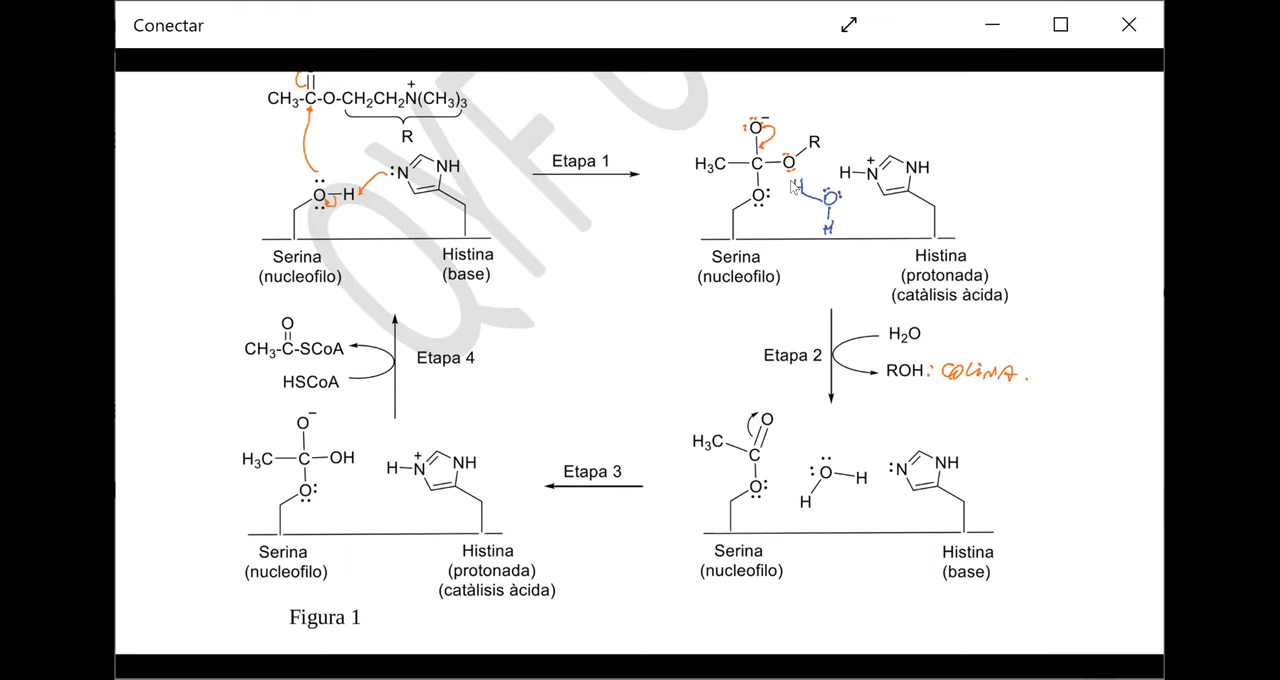 Conectar
CH3-C-O-CH2CH2N(CH3)3
+
R
:N
NH
O-H
Serina
(nucleofilo)
Histina
(base)
Etapa 1
O−
R
H3C
C
O
O:
H
O
H
H-N
+
NH
Serina
(nucleofilo)
Histina
(protonada)
(catàlisis àcida)
Etapa 2
H2O
ROH: COLINA.
O
CH3-C-SCoA
HSCoA
Etapa 4
O−
H3C
C
OH
O:
H-N
+
NH
Etapa 3
O
H3C
C
O:
:O
H
H
:N
NH
Serina
(nucleofilo)
Histina
(protonada)
(catàlisis àcida)
Serina
(nucleofilo)
Histina
(base)
Figura 1
QYF